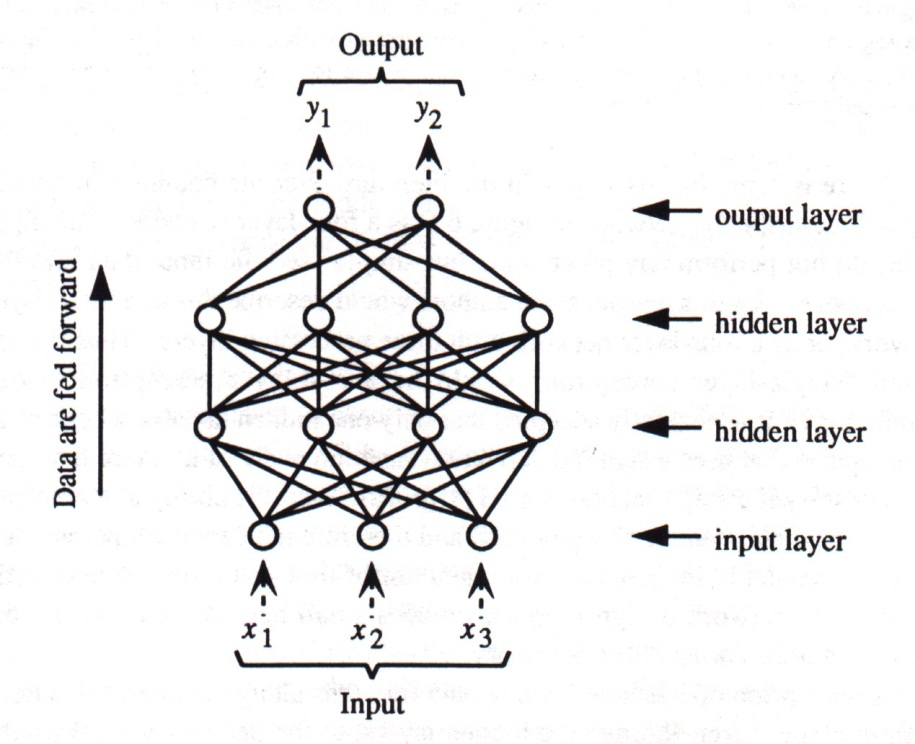 Output
y1 y2
output layer
hidden layer
Data are fed forward
hidden layer
input layer
x1 x2 x3
Input